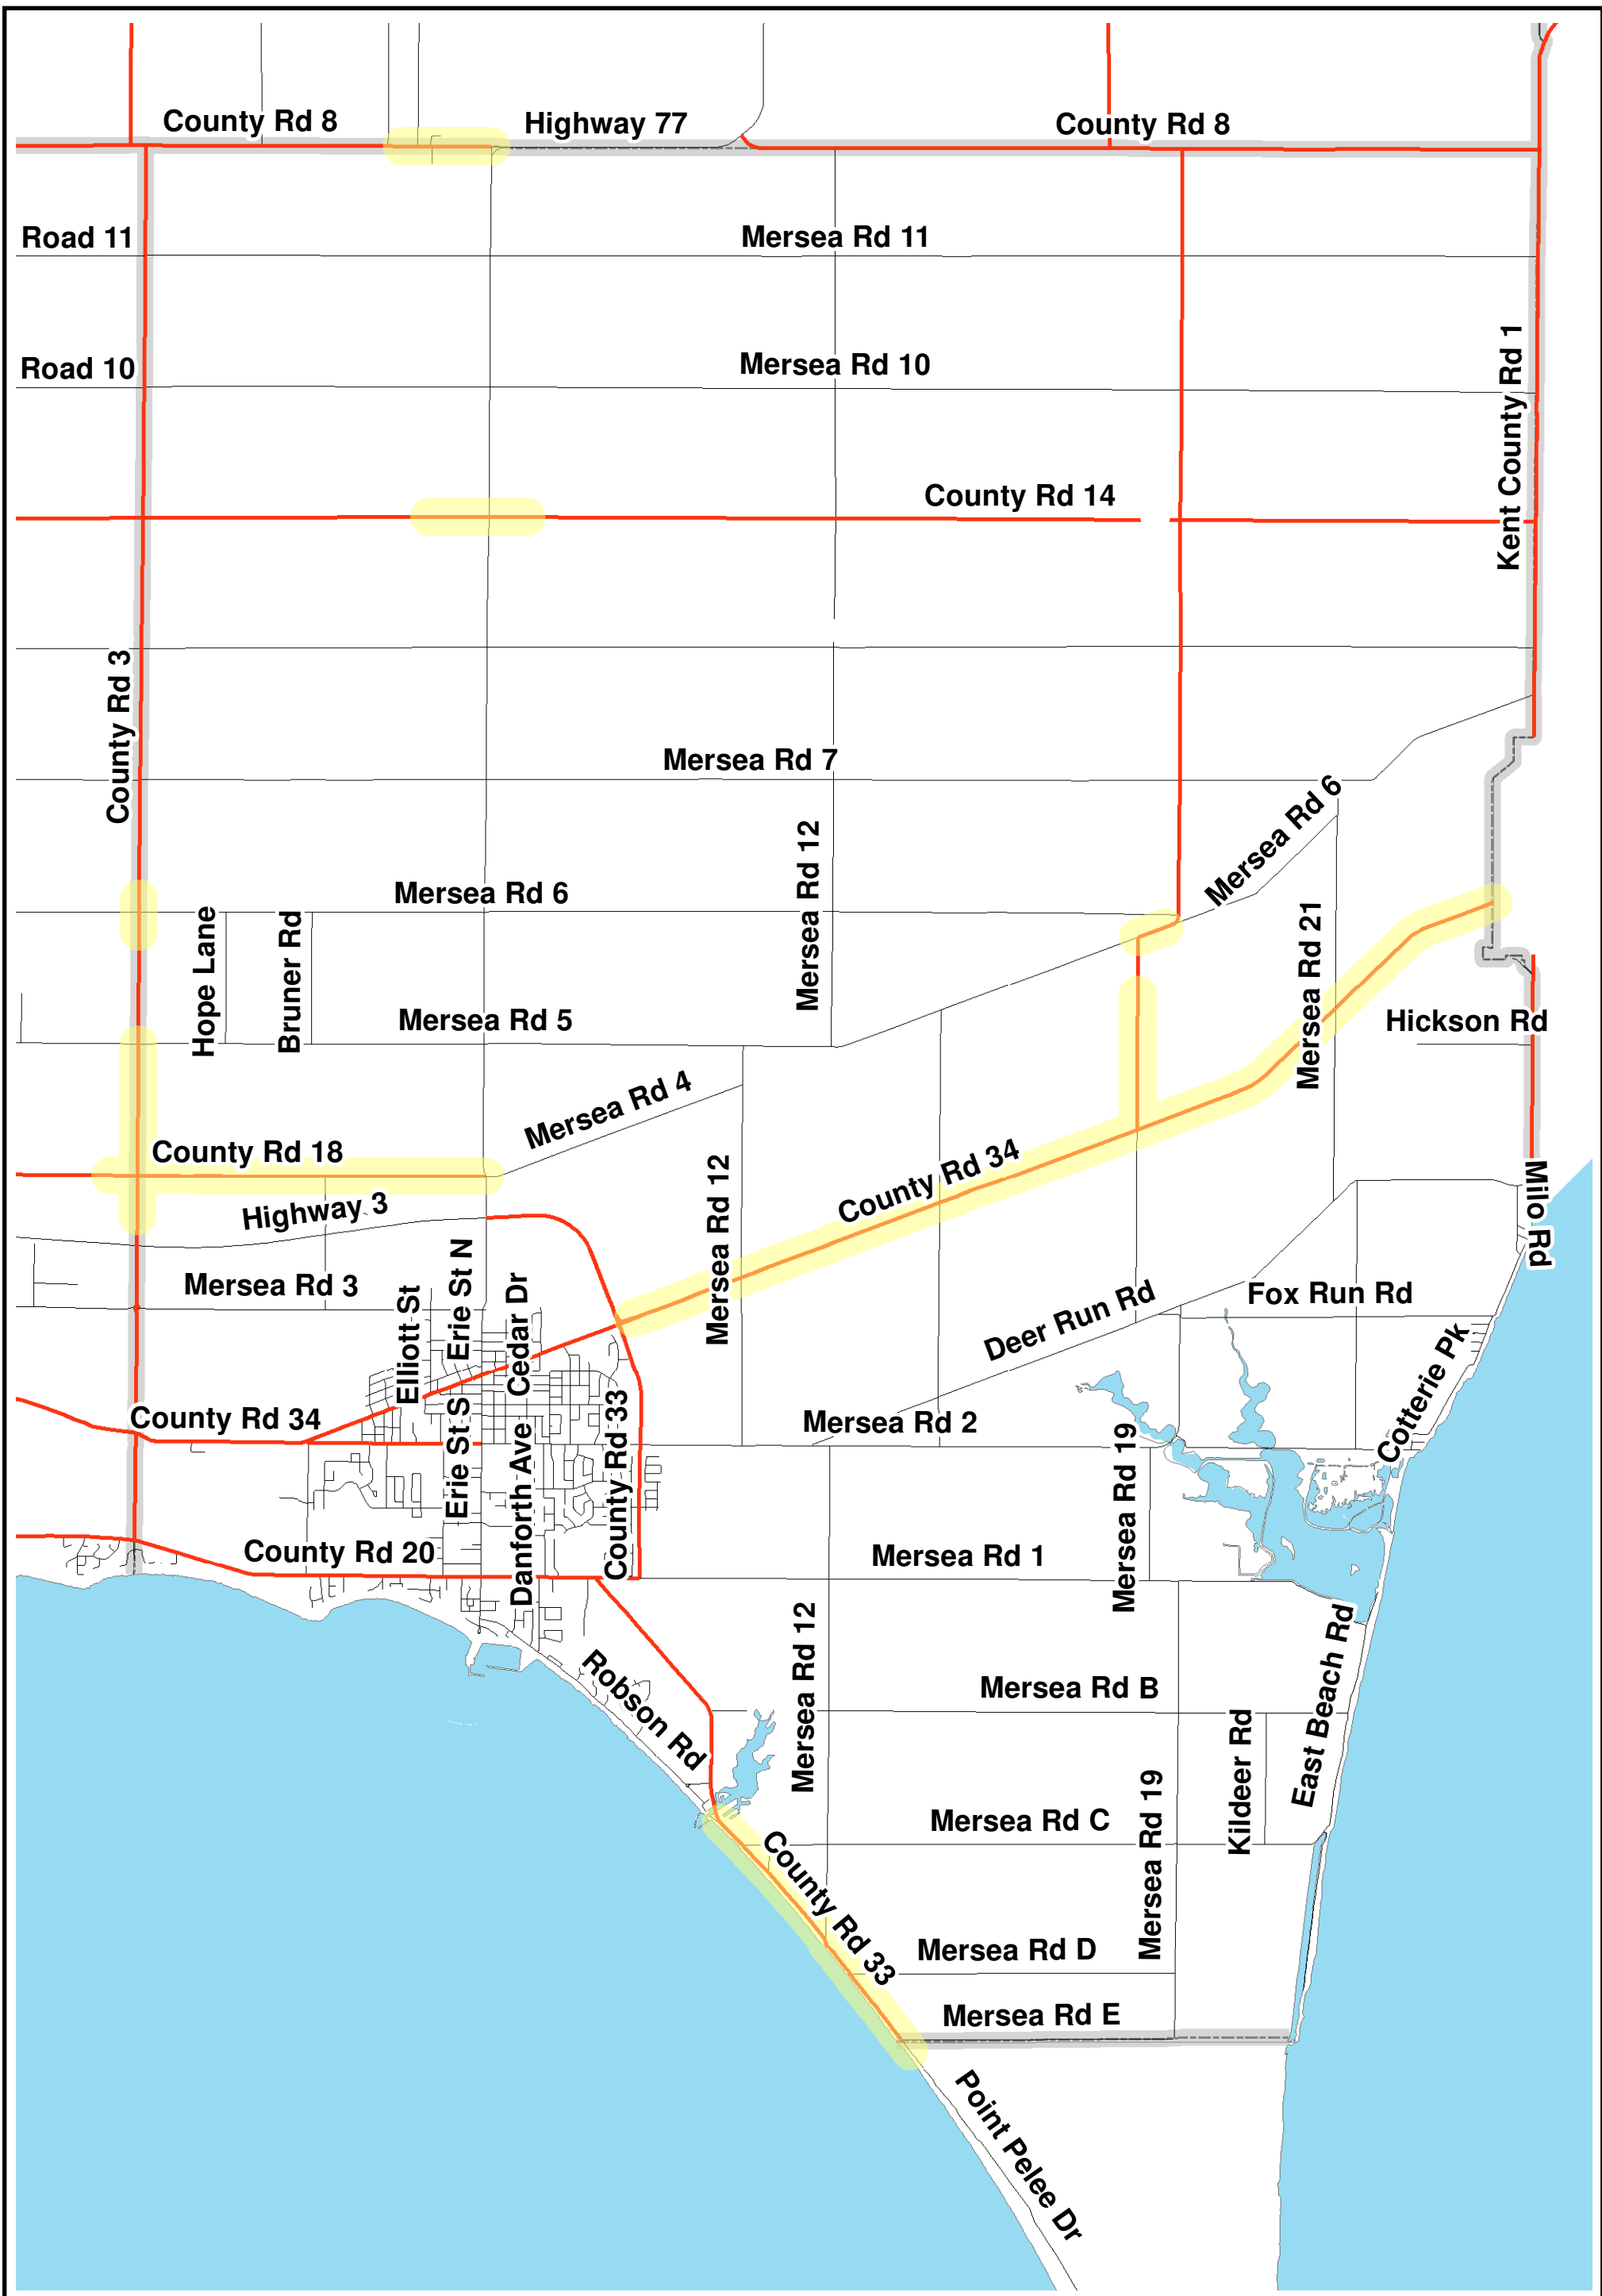 County Rd 8
Highway 77
County Rd 8
Road 11
Mersea Rd 11
Road 10
Mersea Rd 10
Kent County Rd 1
County Rd 14
County Rd 3
Mersea Rd 7
Mersea Rd 6
Mersea Rd 12
Mersea Rd 6
Hope Lane
Bruner Rd
Mersea Rd 21
Mersea Rd 5
Hickson Rd
Mersea Rd 4
County Rd 18
Mersea Rd 12
County Rd 34
Milo Rd
Highway 3
Mersea Rd 3
Elliott St
Erie St N
Cedar Dr
Deer Run Rd
Fox Run Rd
Cotterie Pk
County Rd 34
Erie St S
Danforth Ave
County Rd 33
Mersea Rd 2
Mersea Rd 19
County Rd 20
Mersea Rd 1
Mersea Rd 12
Robson Rd
Mersea Rd B
Kildeer Rd
East Beach Rd
Mersea Rd C
Mersea Rd 19
County Rd 33
Mersea Rd D
Mersea Rd E
Point Pelee Dr